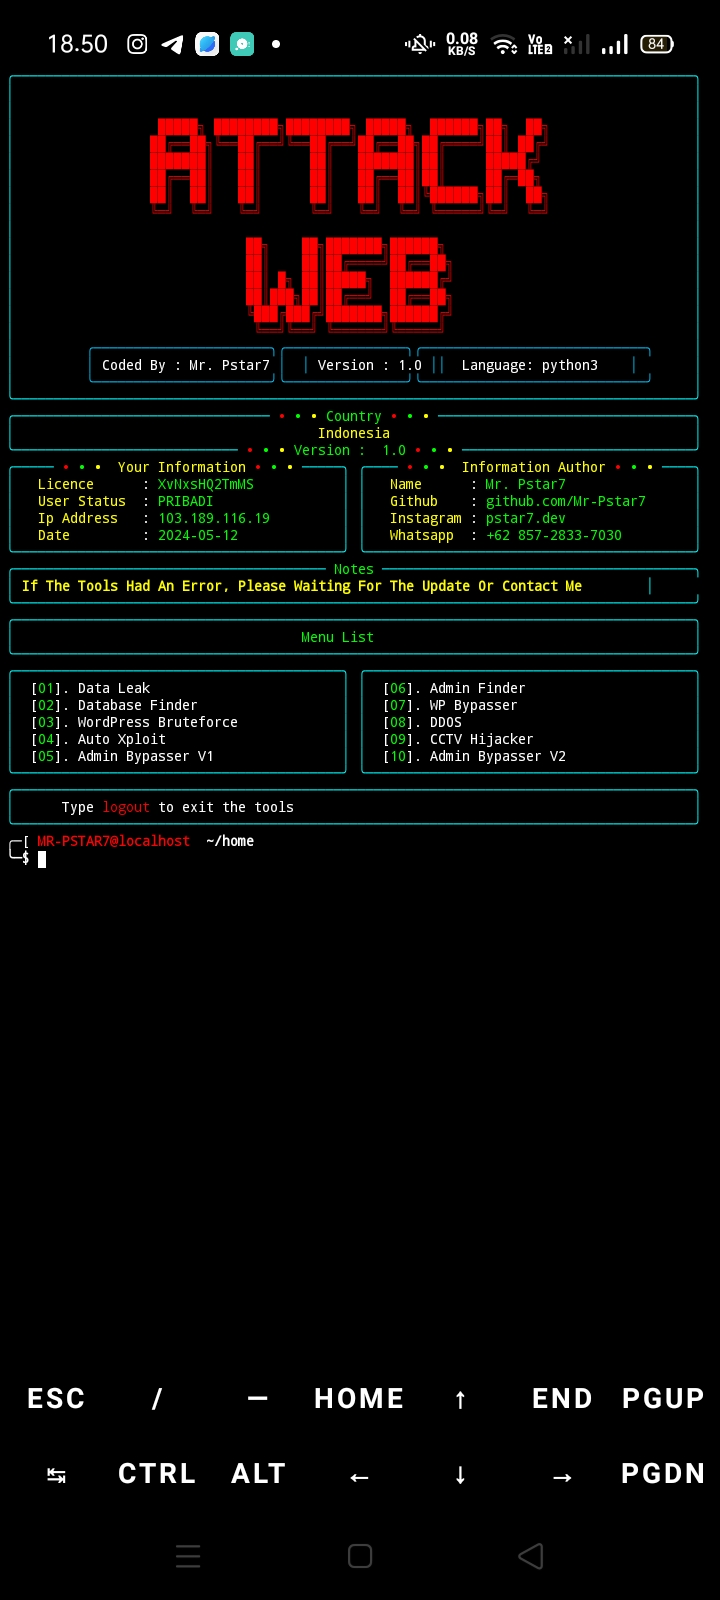 18.50 0.08 KB/S Vo LTE2 84
ATTACK
WEB
Coded By : Mr. Pstar7 Version : 1.0 Language: python3
Country
Indonesia
Version : 1.0
Your Information
Licence : XvNxsHQ2TmMS
User Status : PRIBADI
Ip Address : 103.189.116.19
Date : 2024-05-12
Information Author
Name : Mr. Pstar7
Github : github.com/Mr-Pstar7
Instagram : pstar7.dev
Whatsapp : +62 857-2833-7030
Notes
If The Tools Had An Error, Please Waiting For The Update Or Contact Me
Menu List
[01]. Data Leak
[02]. Database Finder
[03]. WordPress Bruteforce
[04]. Auto Xploit
[05]. Admin Bypasser V1
[06]. Admin Finder
[07]. WP Bypasser
[08]. DDOS
[09]. CCTV Hijacker
[10]. Admin Bypasser V2
Type logout to exit the tools
[ MR-PSTAR7@localhost ~/home
$
ESC / — HOME ↑ END PGUP
↹ CTRL ALT ← ↓ → PGDN